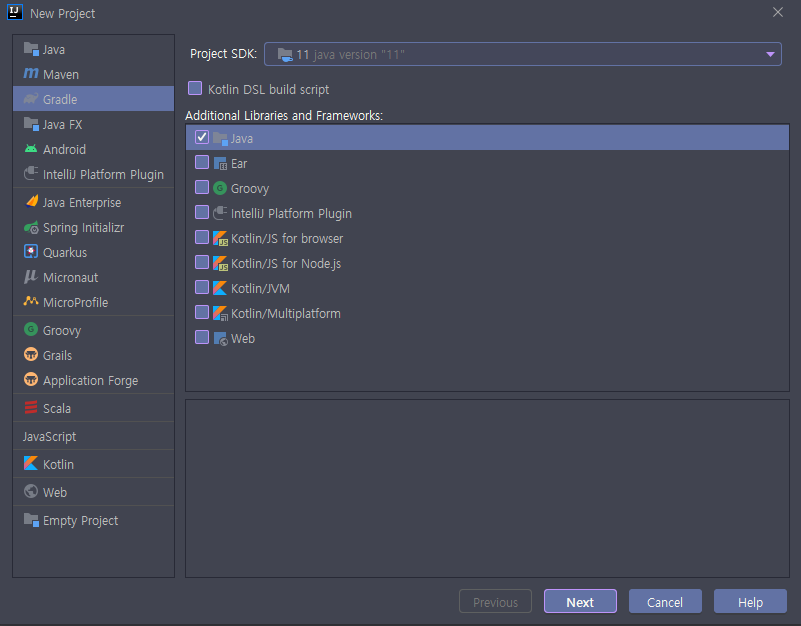 IJ
New Project
Java
Maven
Gradle
Java FX
Android
IntelliJ Platform Plugin
Java Enterprise
Spring Initializr
Quarkus
Micronaut
MicroProfile
Groovy
Grails
Application Forge
Scala
JavaScript
Kotlin
Web
Empty Project
Project SDK: 11 java version "11"
Kotlin DSL build script
Additional Libraries and Frameworks:
Java
Ear
Groovy
IntelliJ Platform Plugin
Kotlin/JS for browser
Kotlin/JS for Node.js
Kotlin/JVM
Kotlin/Multiplatform
Web
Previous Next Cancel Help